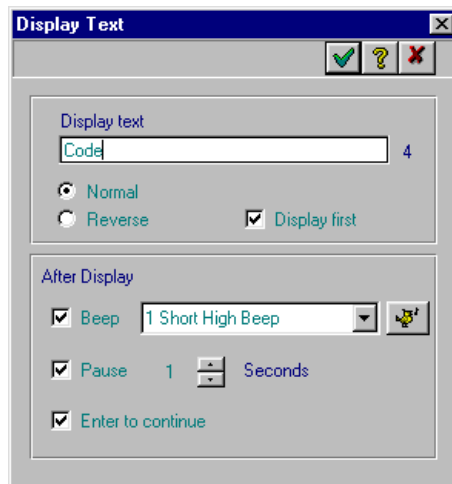 Display Text
Display text
Code 4
Normal
Reverse Display first
After Display
Beep 1 Short High Beep
Pause 1 Seconds
Enter to continue